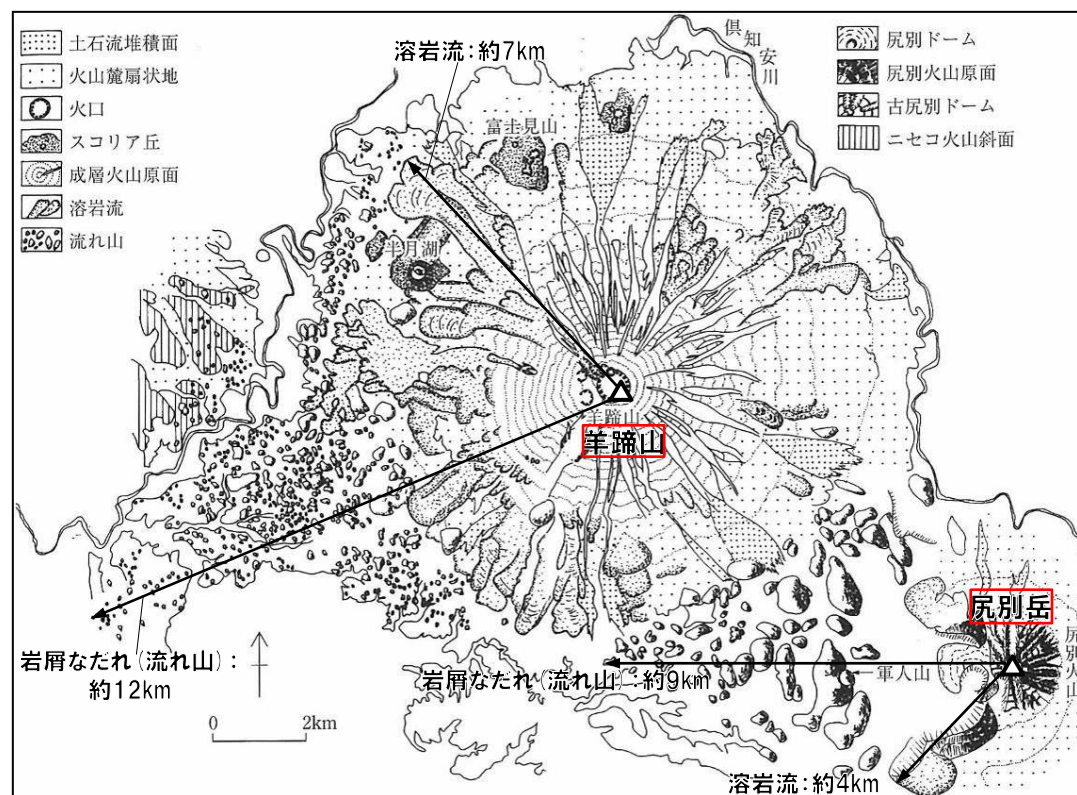 土石流堆積面
火山麓扇状地
火口
スコリア丘
成層火山原面
溶岩流
流れ山
尻別ドーム
尻別火山原面
古尻別ドーム
ニセコ火山斜面
倶知安川
溶岩流：約7km
富士見山
半月湖
羊蹄山
羊蹄山
尻別岳
尻別火山
岩屑なだれ（流れ山）：
約12km
岩屑なだれ（流れ山）：約9km
軍人山
0 2km
溶岩流：約4km